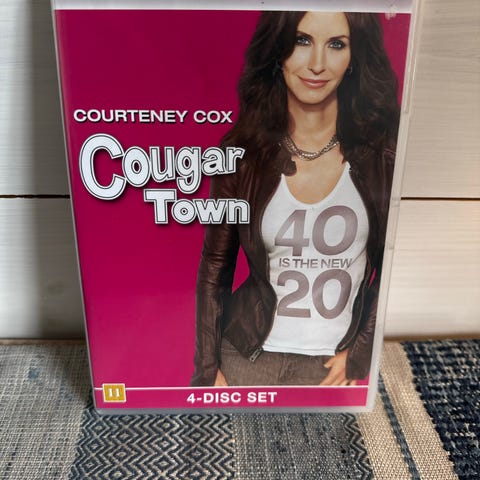 COURTENEY COX
Cougar
Town
40
IS THE NEW
20
11
4-DISC SET